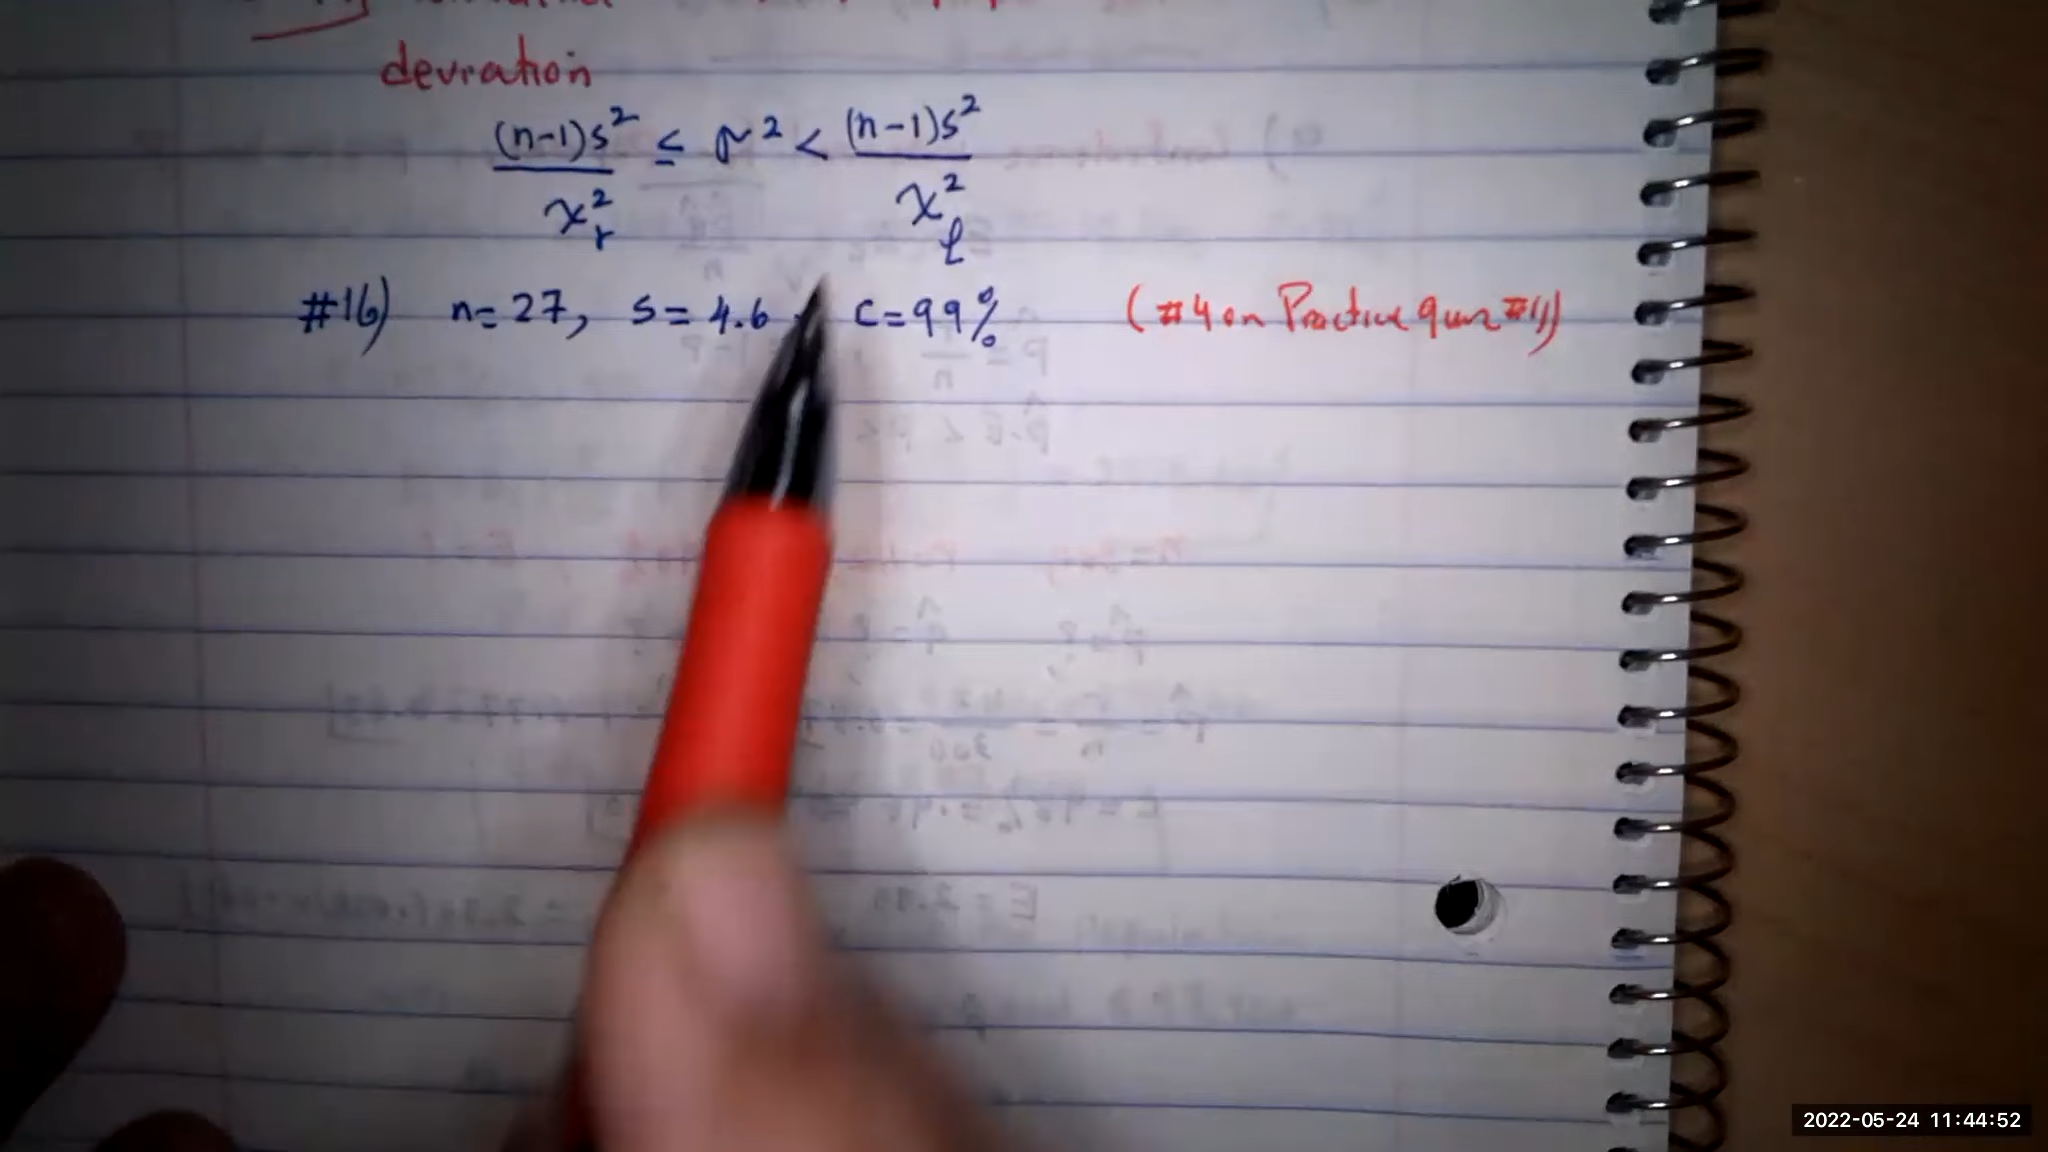 deviation
(n-1)s² ≤ σ² < (n-1)s²
χ²r χ²l
#16) n=27, s=4.6 c=99% (#4 on Practice quiz #11)
2022-05-24 11:44:52